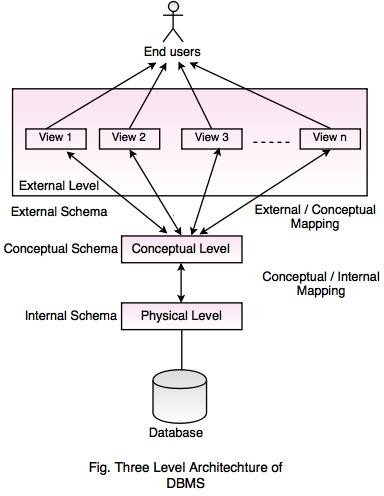 End users
View 1
View 2
View 3
View n
External Level
External Schema
External / Conceptual
Mapping
Conceptual Schema
Conceptual Level
Conceptual / Internal
Mapping
Internal Schema
Physical Level
Database
Fig. Three Level Architechture of
DBMS